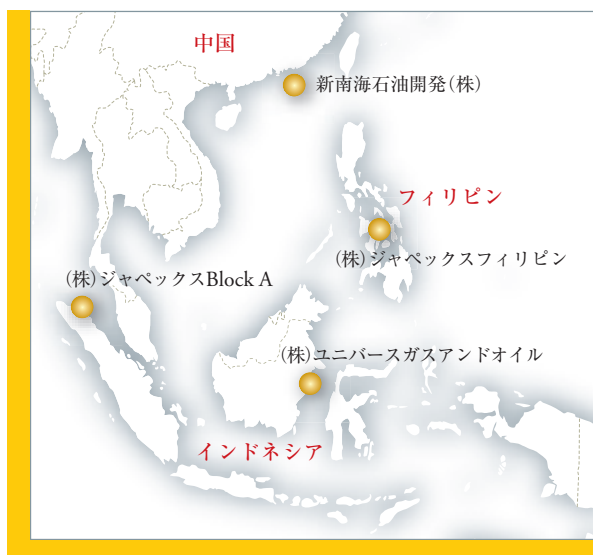 中国
新南海石油開発(株)
フィリピン
(株)ジャペックスフィリピン
(株)ジャペックスBlock A
(株)ユニバースガスアンドオイル
インドネシア